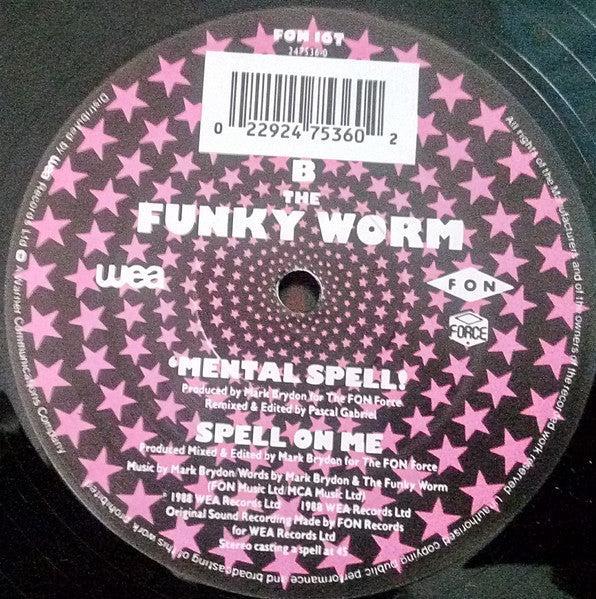 FON 16T
247536-0
0 22924 75360 2
B
THE
FUNKY WORM
wea
FON
FORCE
'MENTAL SPELL!
Produced by Mark Brydon for The FON Force
Remixed & Edited by Pascal Gabriel
SPELL ON ME
Produced Mixed & Edited by Mark Brydon for The FON Force
Music by Mark Brydon/Words by Mark Brydon & The Funky Worm
(FON Music Ltd/MCA Music Ltd)
℗ 1988 WEA Records Ltd 1988 WEA Records Ltd
Original Sound Recording Made by FON Records
for WEA Records Ltd
Stereo casting a spell at 45
All rights of the Manufacturers and of the owners of the recorded work reserved Unauthorised copying public performance and broadcasting of this work Prohibited
Distributed by wea Records Ltd A Warner Communications Company